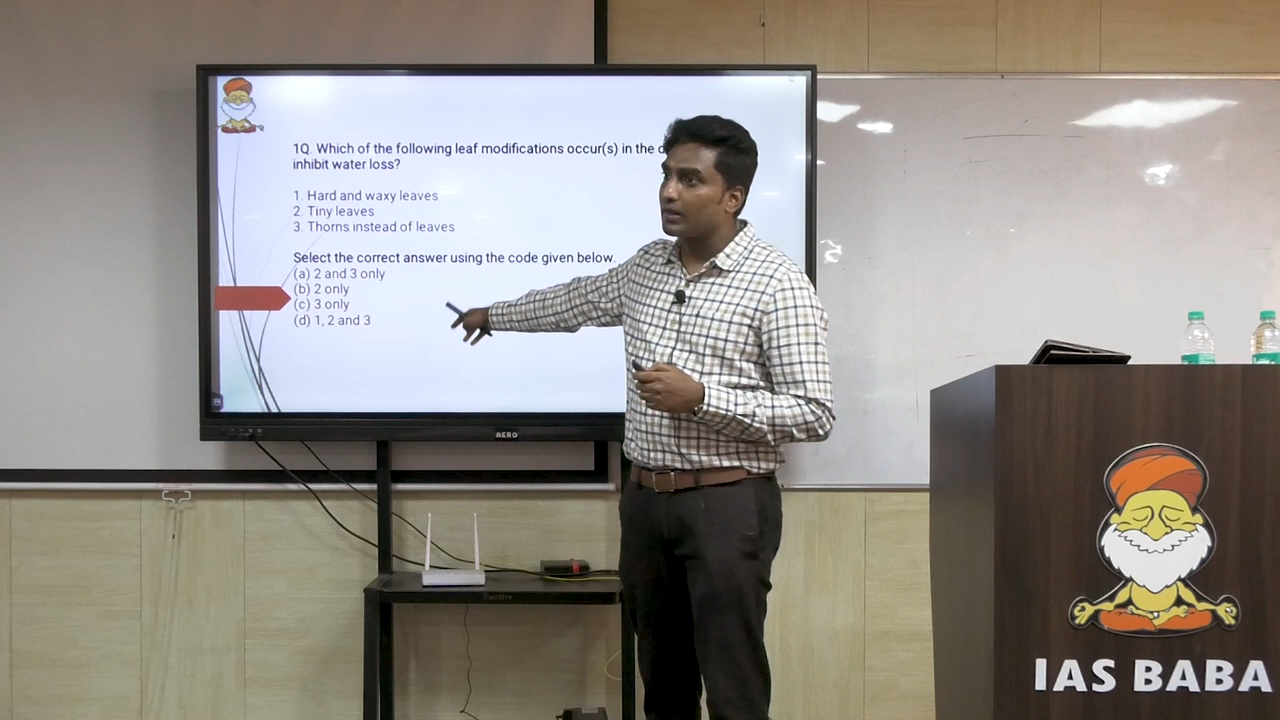 1Q. Which of the following leaf modifications occur(s) in the
inhibit water loss?
1. Hard and waxy leaves
2. Tiny leaves
3. Thorns instead of leaves
Select the correct answer using the code given below.
(a) 2 and 3 only
(b) 2 only
(c) 3 only
(d) 1, 2 and 3
AERO
IAS BABA